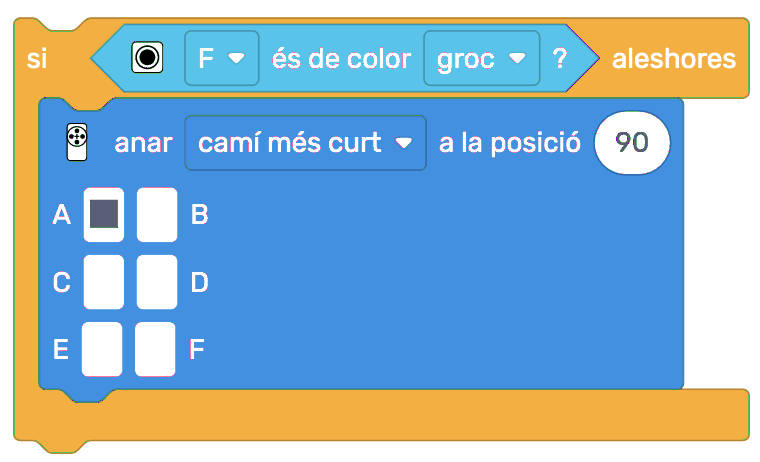 si F és de color groc ? aleshores
anar camí més curt a la posició 90
A B
C D
E F